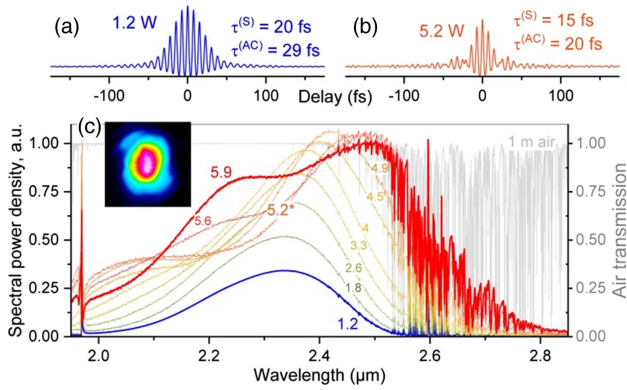 (a) 1.2 W τ(S) = 20 fs
τ(AC) = 29 fs
(b) 5.2 W τ(S) = 15 fs
τ(AC) = 20 fs
-100 0 100 Delay (fs) -100 0 100
(c)
1 m air
Spectral power density, a.u.
1.00
0.75
0.50
0.25
0.00
5.9
5.6
5.2*
4.9
4.5
4
3.3
2.6
1.8
1.2
1.00
0.75
0.50
0.25
0.00
Air transmission
2.0 2.2 2.4 2.6 2.8
Wavelength (µm)